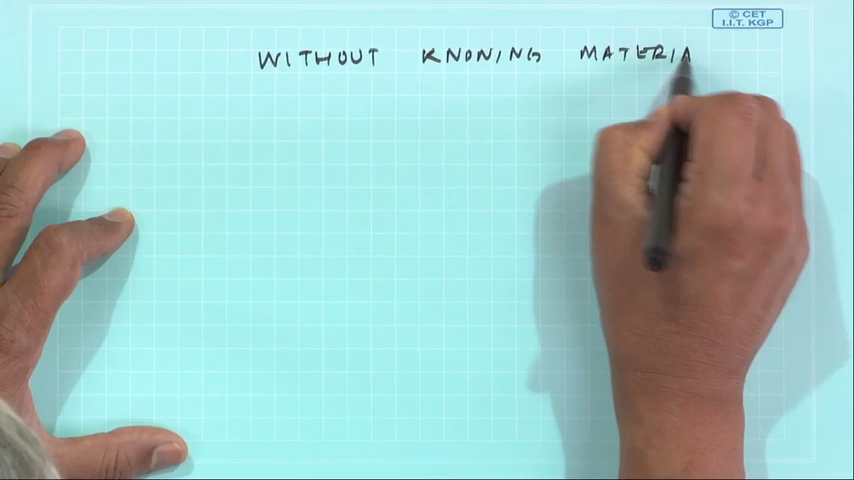 © CET
I.I.T. KGP
WITHOUT KNONING MATERIA